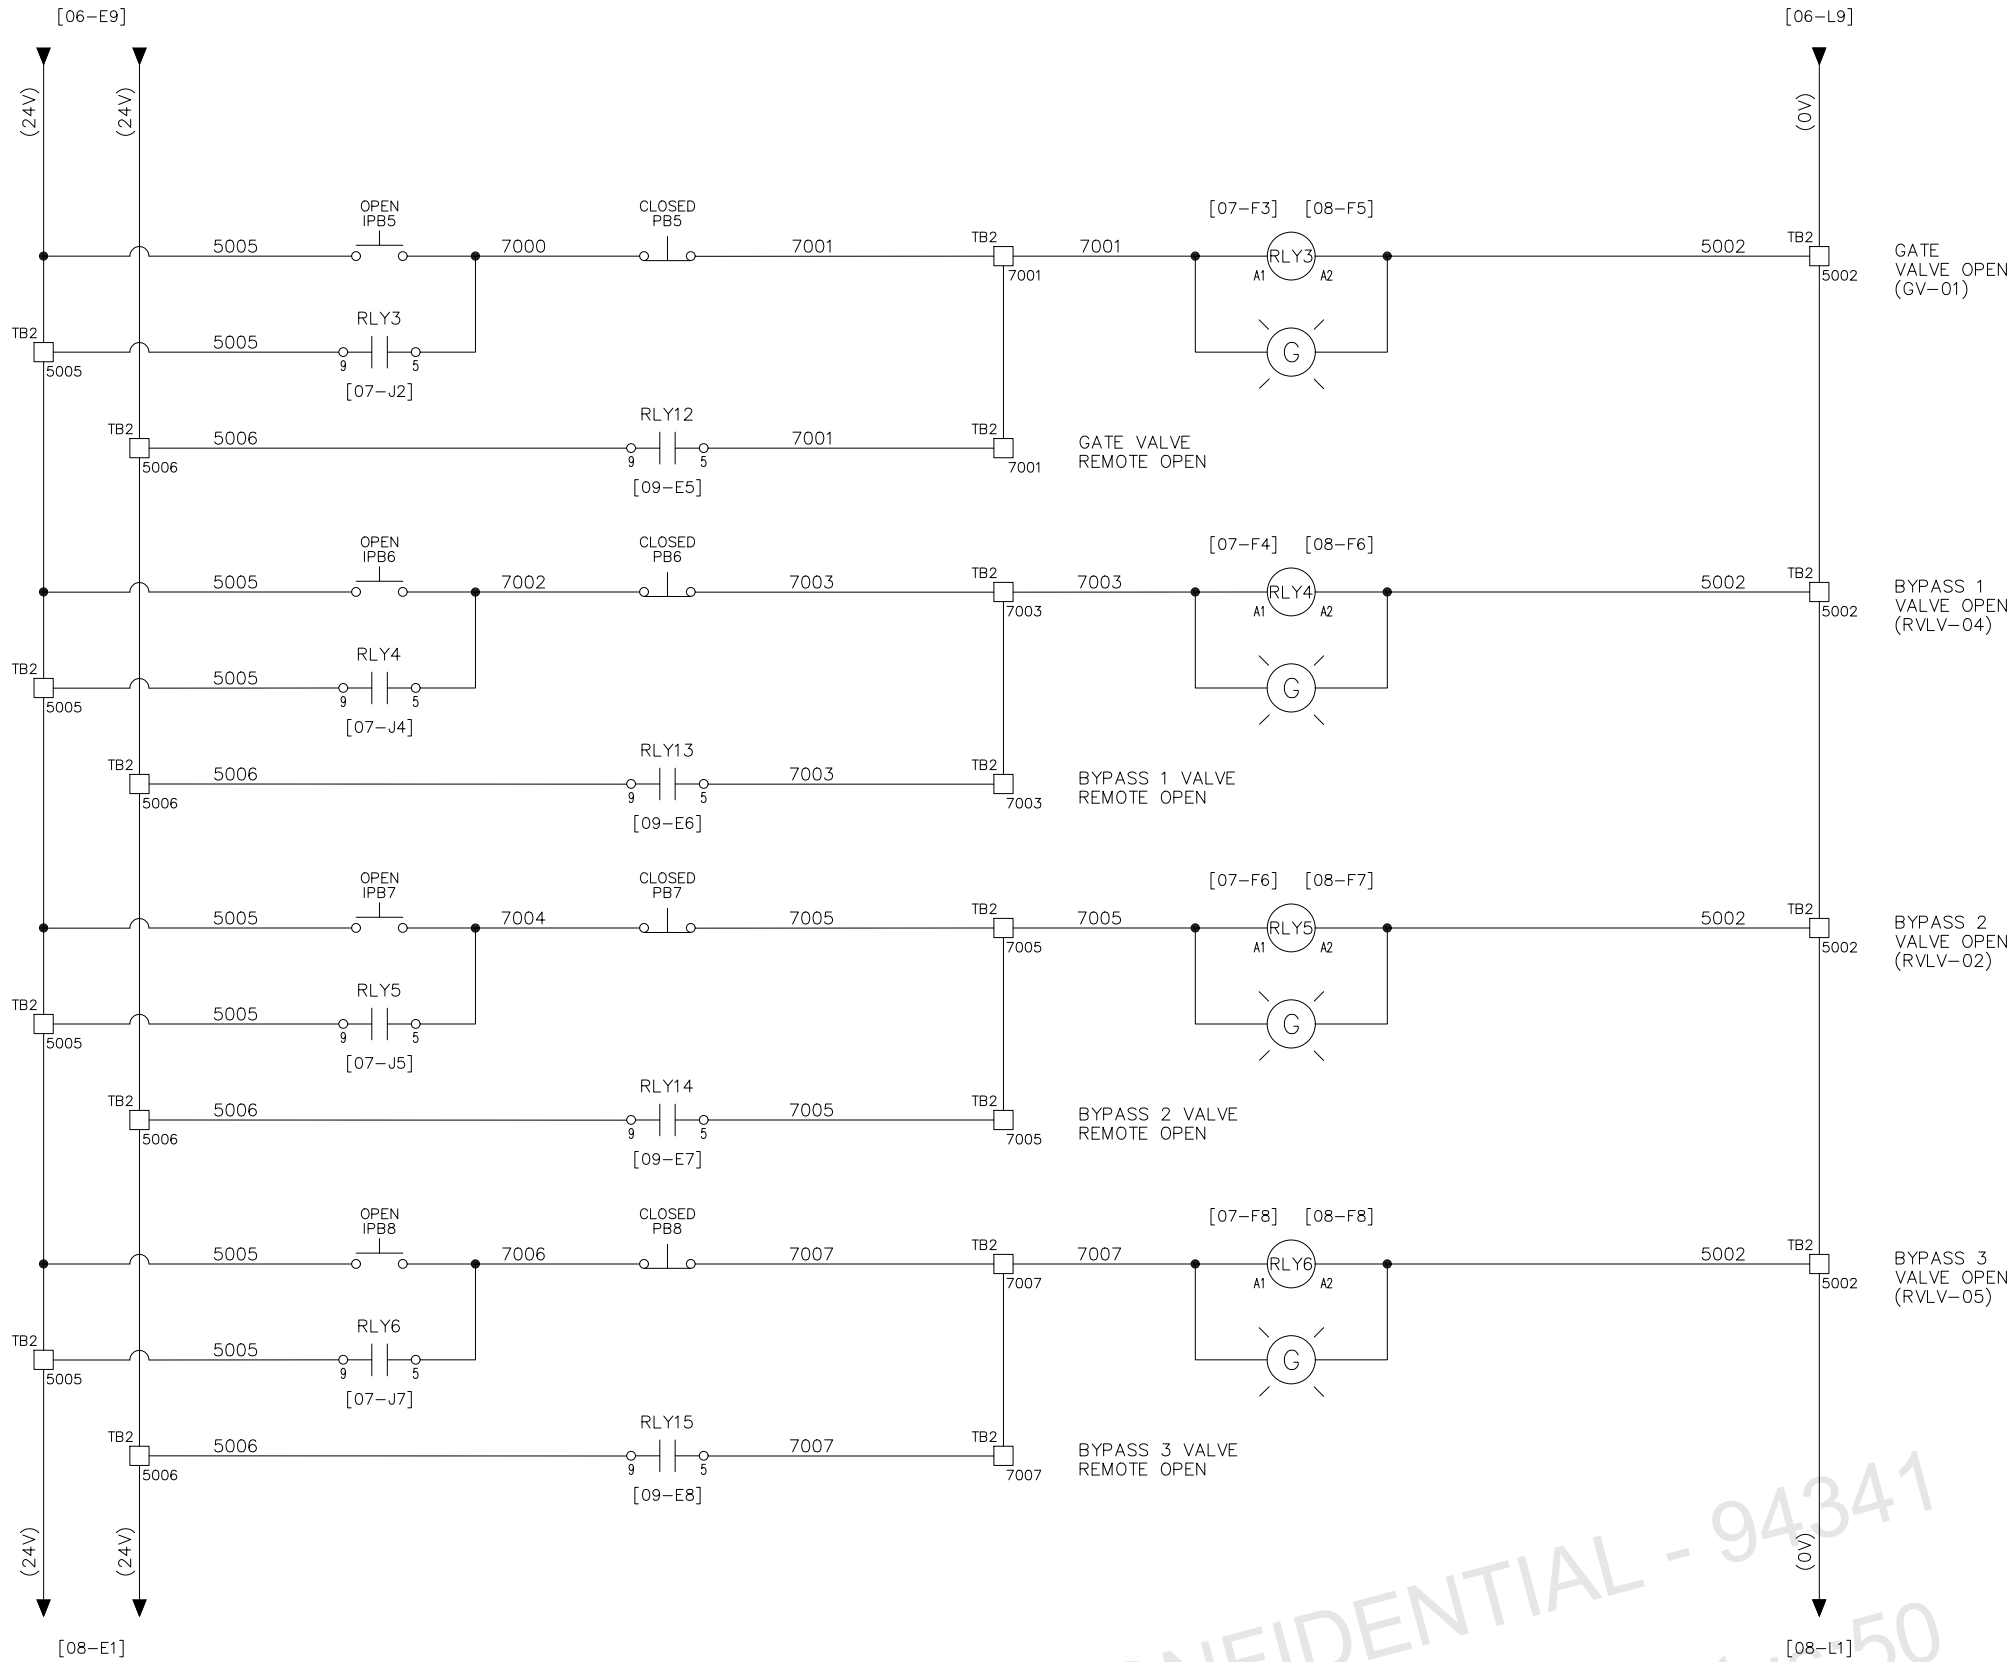 [06-E9]
[06-L9]
(24V)
(24V)
(0V)
OPEN
IPB5
CLOSED
PB5
[07-F3]
[08-F5]
5005
7000
7001
TB2
7001
7001
RLY3
A1
A2
5002
TB2
5002
GATE
VALVE OPEN
(GV-01)
RLY3
TB2
5005
5005
9
5
[07-J2]
G
RLY12
TB2
5006
5006
9
5
7001
TB2
7001
[09-E5]
GATE VALVE
REMOTE OPEN
OPEN
IPB6
CLOSED
PB6
[07-F4]
[08-F6]
5005
7002
7003
TB2
7003
7003
RLY4
A1
A2
5002
TB2
5002
BYPASS 1
VALVE OPEN
(RVLV-04)
RLY4
TB2
5005
5005
9
5
[07-J4]
G
RLY13
TB2
5006
5006
9
5
7003
TB2
7003
[09-E6]
BYPASS 1 VALVE
REMOTE OPEN
OPEN
IPB7
CLOSED
PB7
[07-F6]
[08-F7]
5005
7004
7005
TB2
7005
7005
RLY5
A1
A2
5002
TB2
5002
BYPASS 2
VALVE OPEN
(RVLV-02)
RLY5
TB2
5005
5005
9
5
[07-J5]
G
RLY14
TB2
5006
5006
9
5
7005
TB2
7005
[09-E7]
BYPASS 2 VALVE
REMOTE OPEN
OPEN
IPB8
CLOSED
PB8
[07-F8]
[08-F8]
5005
7006
7007
TB2
7007
7007
RLY6
A1
A2
5002
TB2
5002
BYPASS 3
VALVE OPEN
(RVLV-05)
RLY6
TB2
5005
5005
9
5
[07-J7]
G
RLY15
TB2
5006
5006
9
5
7007
TB2
7007
[09-E8]
BYPASS 3 VALVE
REMOTE OPEN
(24V)
(24V)
(0V)
[08-E1]
[08-L1]
NFIDENTIAL - 94341